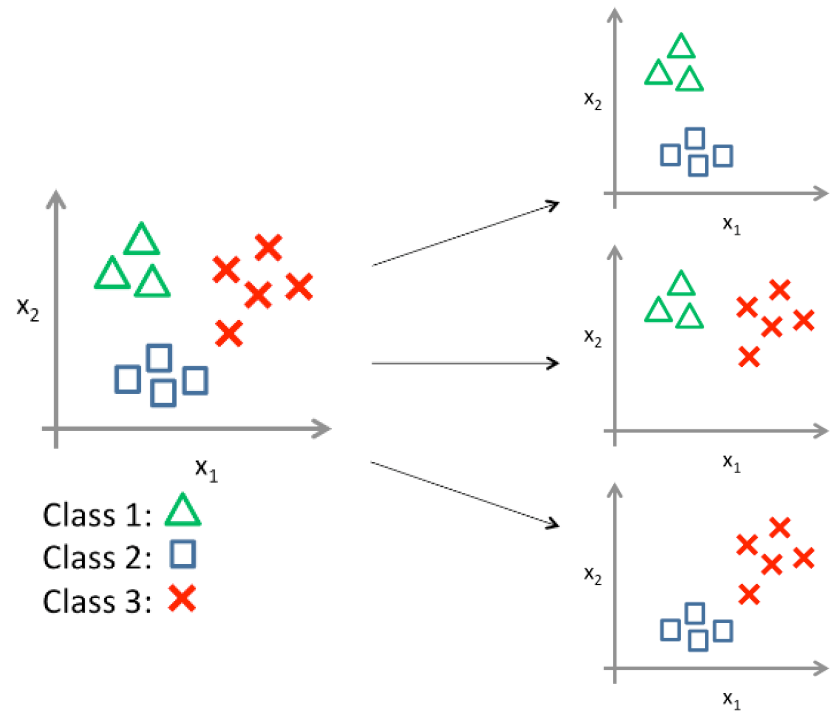 x₂
x₁
Class 1:
Class 2:
Class 3:
x₂
x₁
x₂
x₁
x₂
x₁